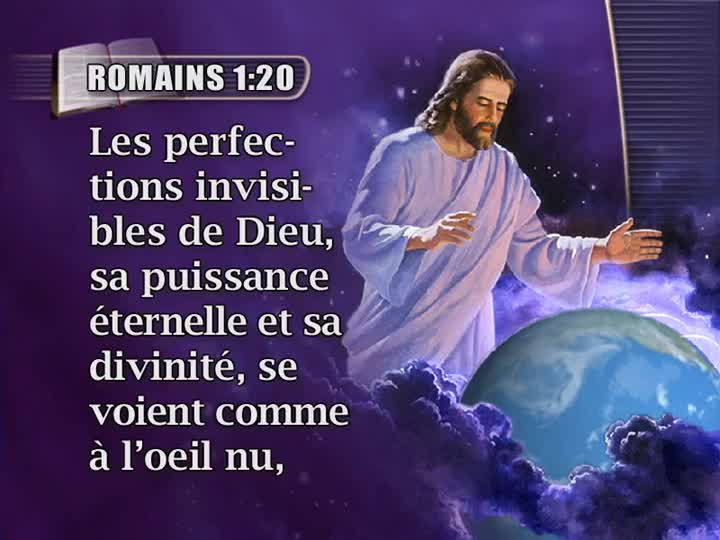 ROMAINS 1:20
Les perfec-
tions invisi-
bles de Dieu,
sa puissance
éternelle et sa
divinité, se
voient comme
à l'oeil nu,